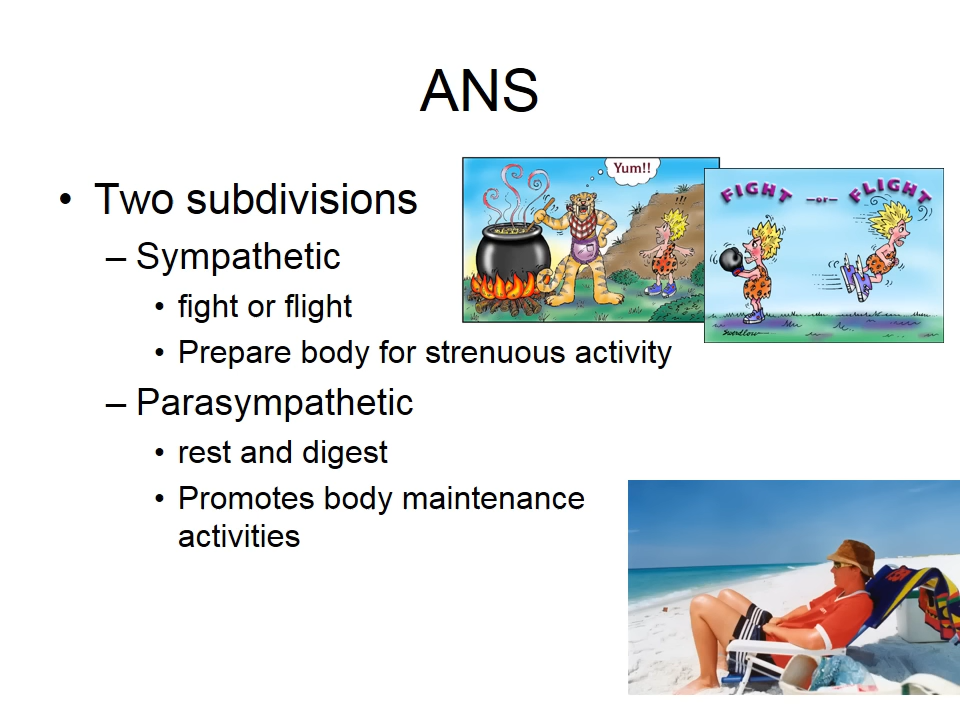 ANS
• Two subdivisions
– Sympathetic
• fight or flight
• Prepare body for strenuous activity
– Parasympathetic
• rest and digest
• Promotes body maintenance
activities
Yum!!
FIGHT –or– FLIGHT
Swordlow